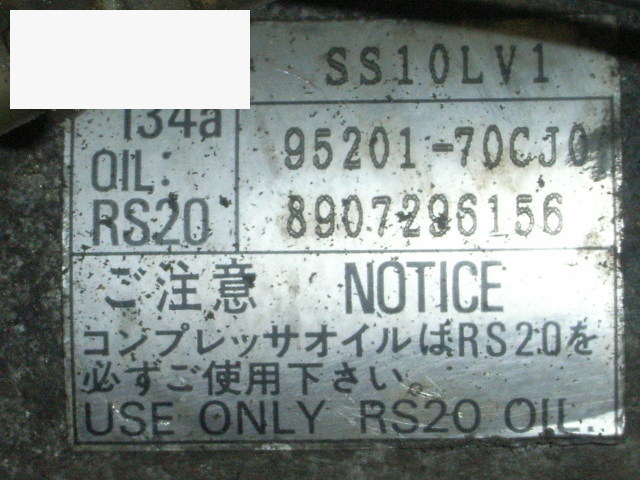 SS10LV1
134a
95201-70CJ0
OIL:
RS20
8907296156
ご注意 NOTICE
コンプレッサオイルはRS20を
必ずご使用下さい。
USE ONLY RS20 OIL.